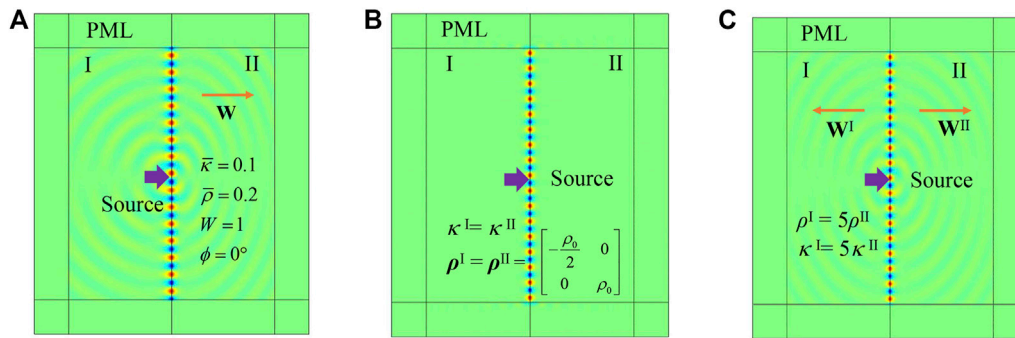 A
PML
I
II
W
κ̅ = 0.1
ρ̅ = 0.2
W = 1
ϕ = 0°
Source
B
PML
I
II
Source
κ^I = κ^II
ρ^I = ρ^II = [ -ρ₀/2 0
0 ρ₀ ]
C
PML
I
II
W^I
W^II
Source
ρ^I = 5ρ^II
κ^I = 5κ^II